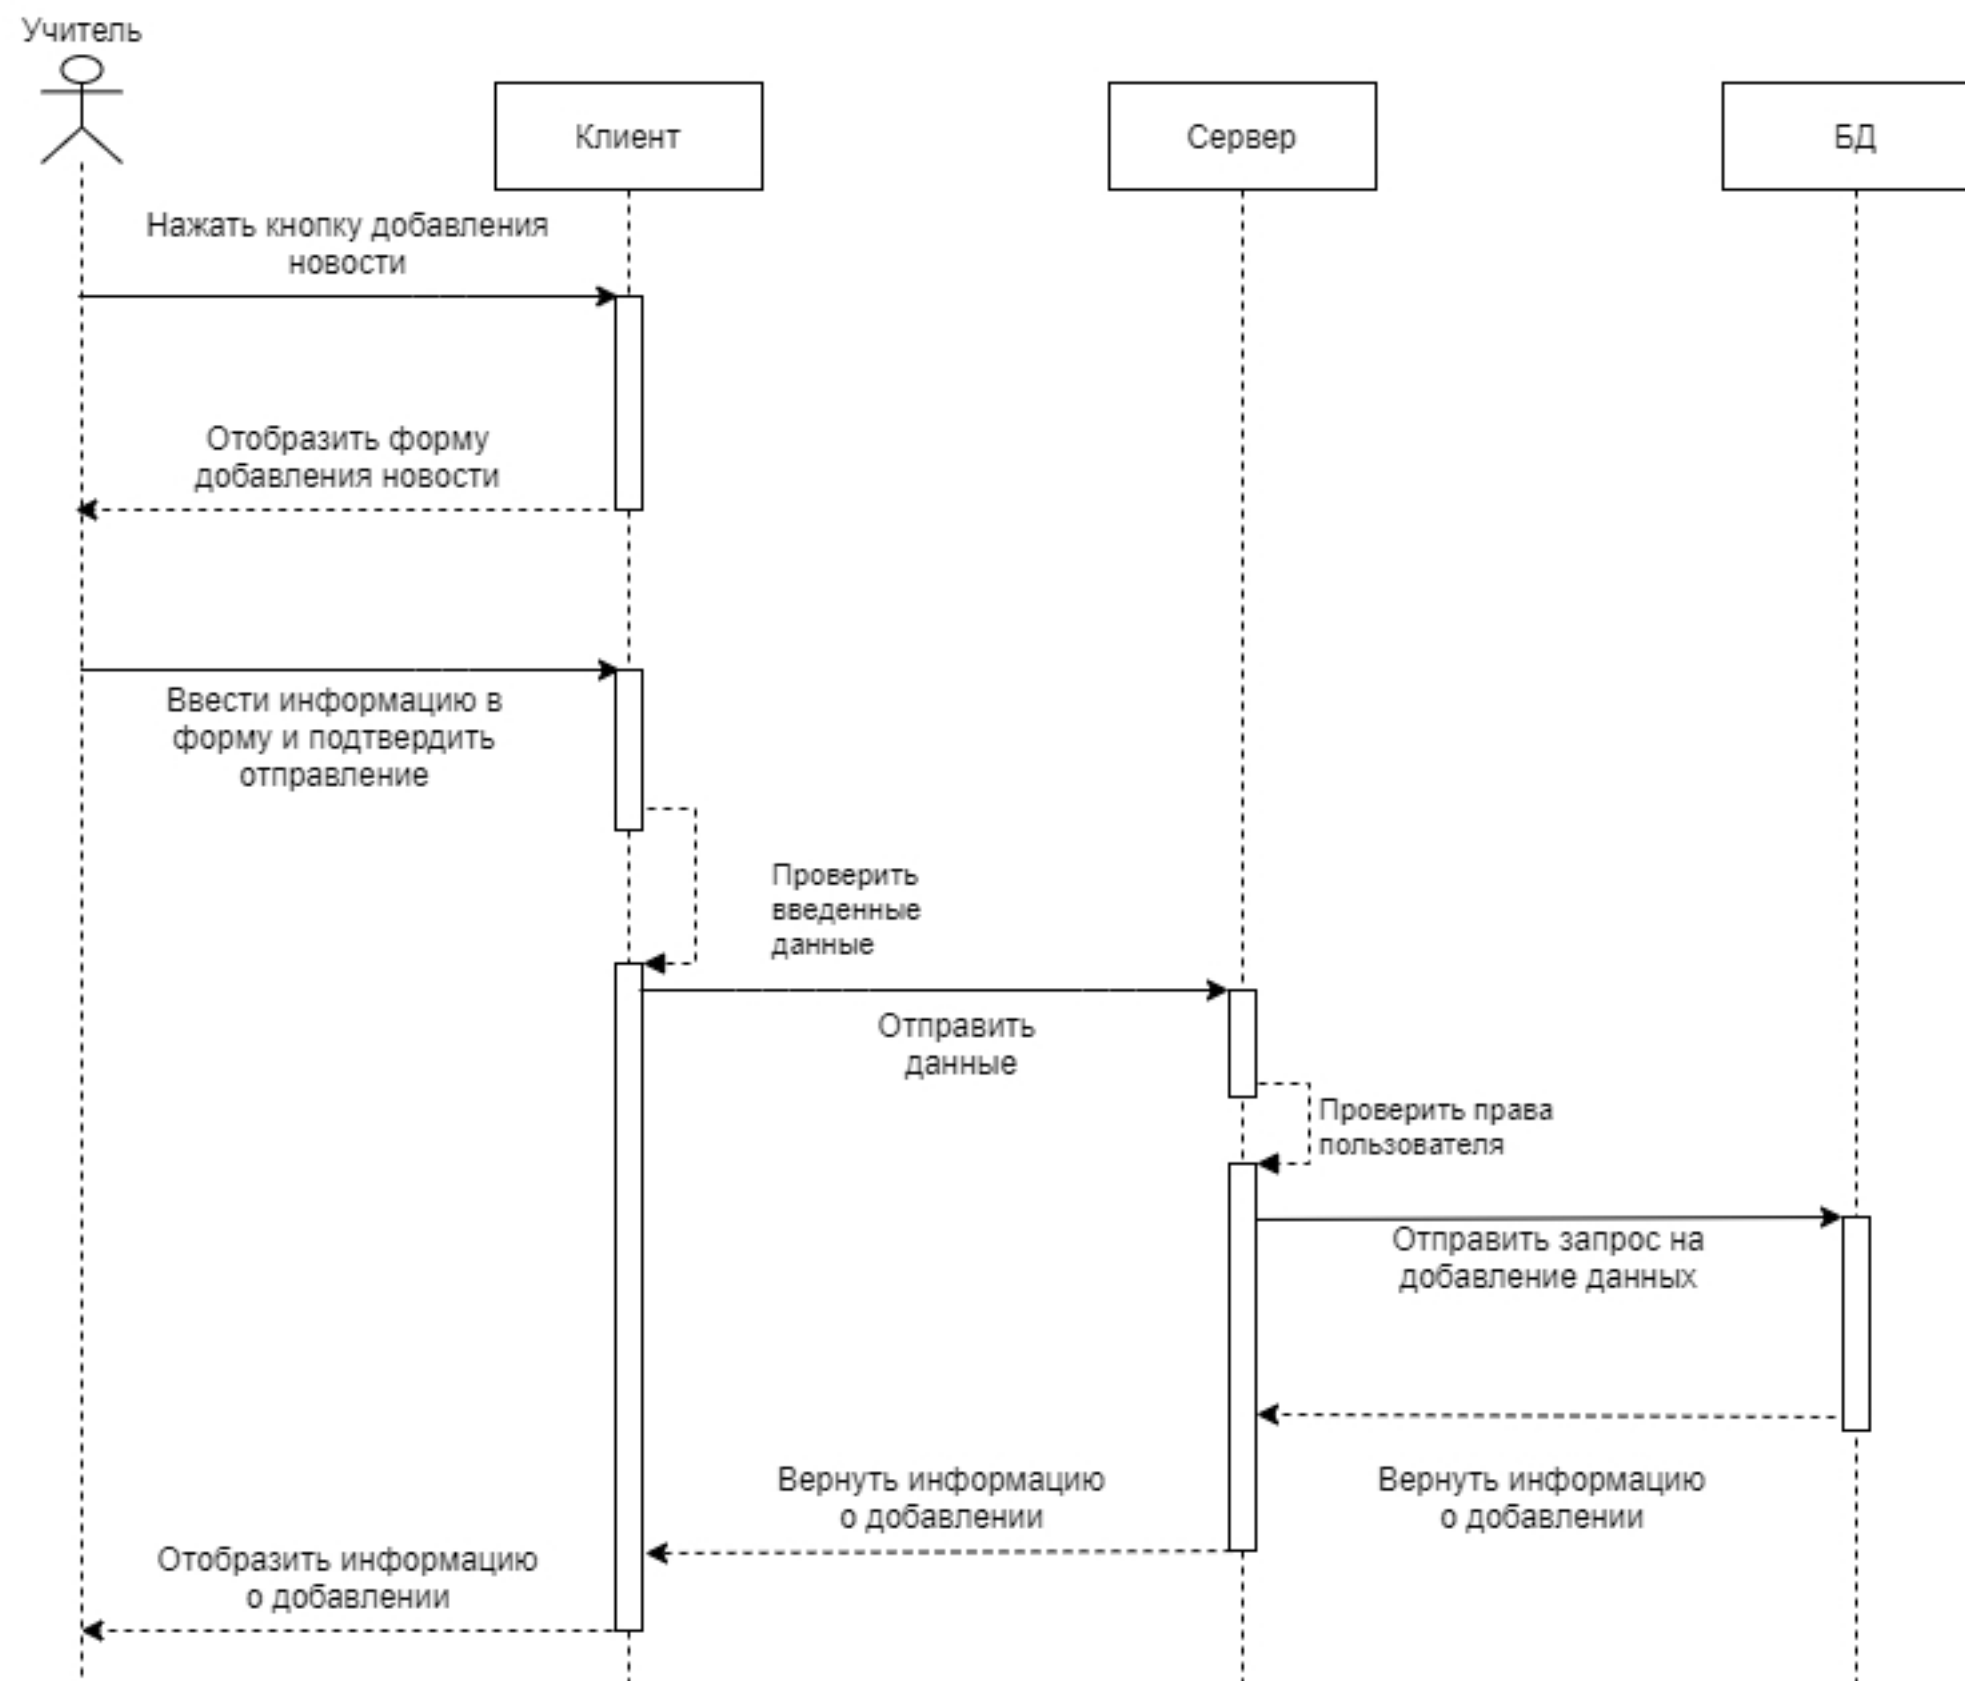 Учитель
Клиент
Сервер
БД
Нажать кнопку добавления
новости
Отобразить форму
добавления новости
Ввести информацию в
форму и подтвердить
отправление
Проверить
введенные
данные
Отправить
данные
Проверить права
пользователя
Отправить запрос на
добавление данных
Вернуть информацию
о добавлении
Вернуть информацию
о добавлении
Отобразить информацию
о добавлении